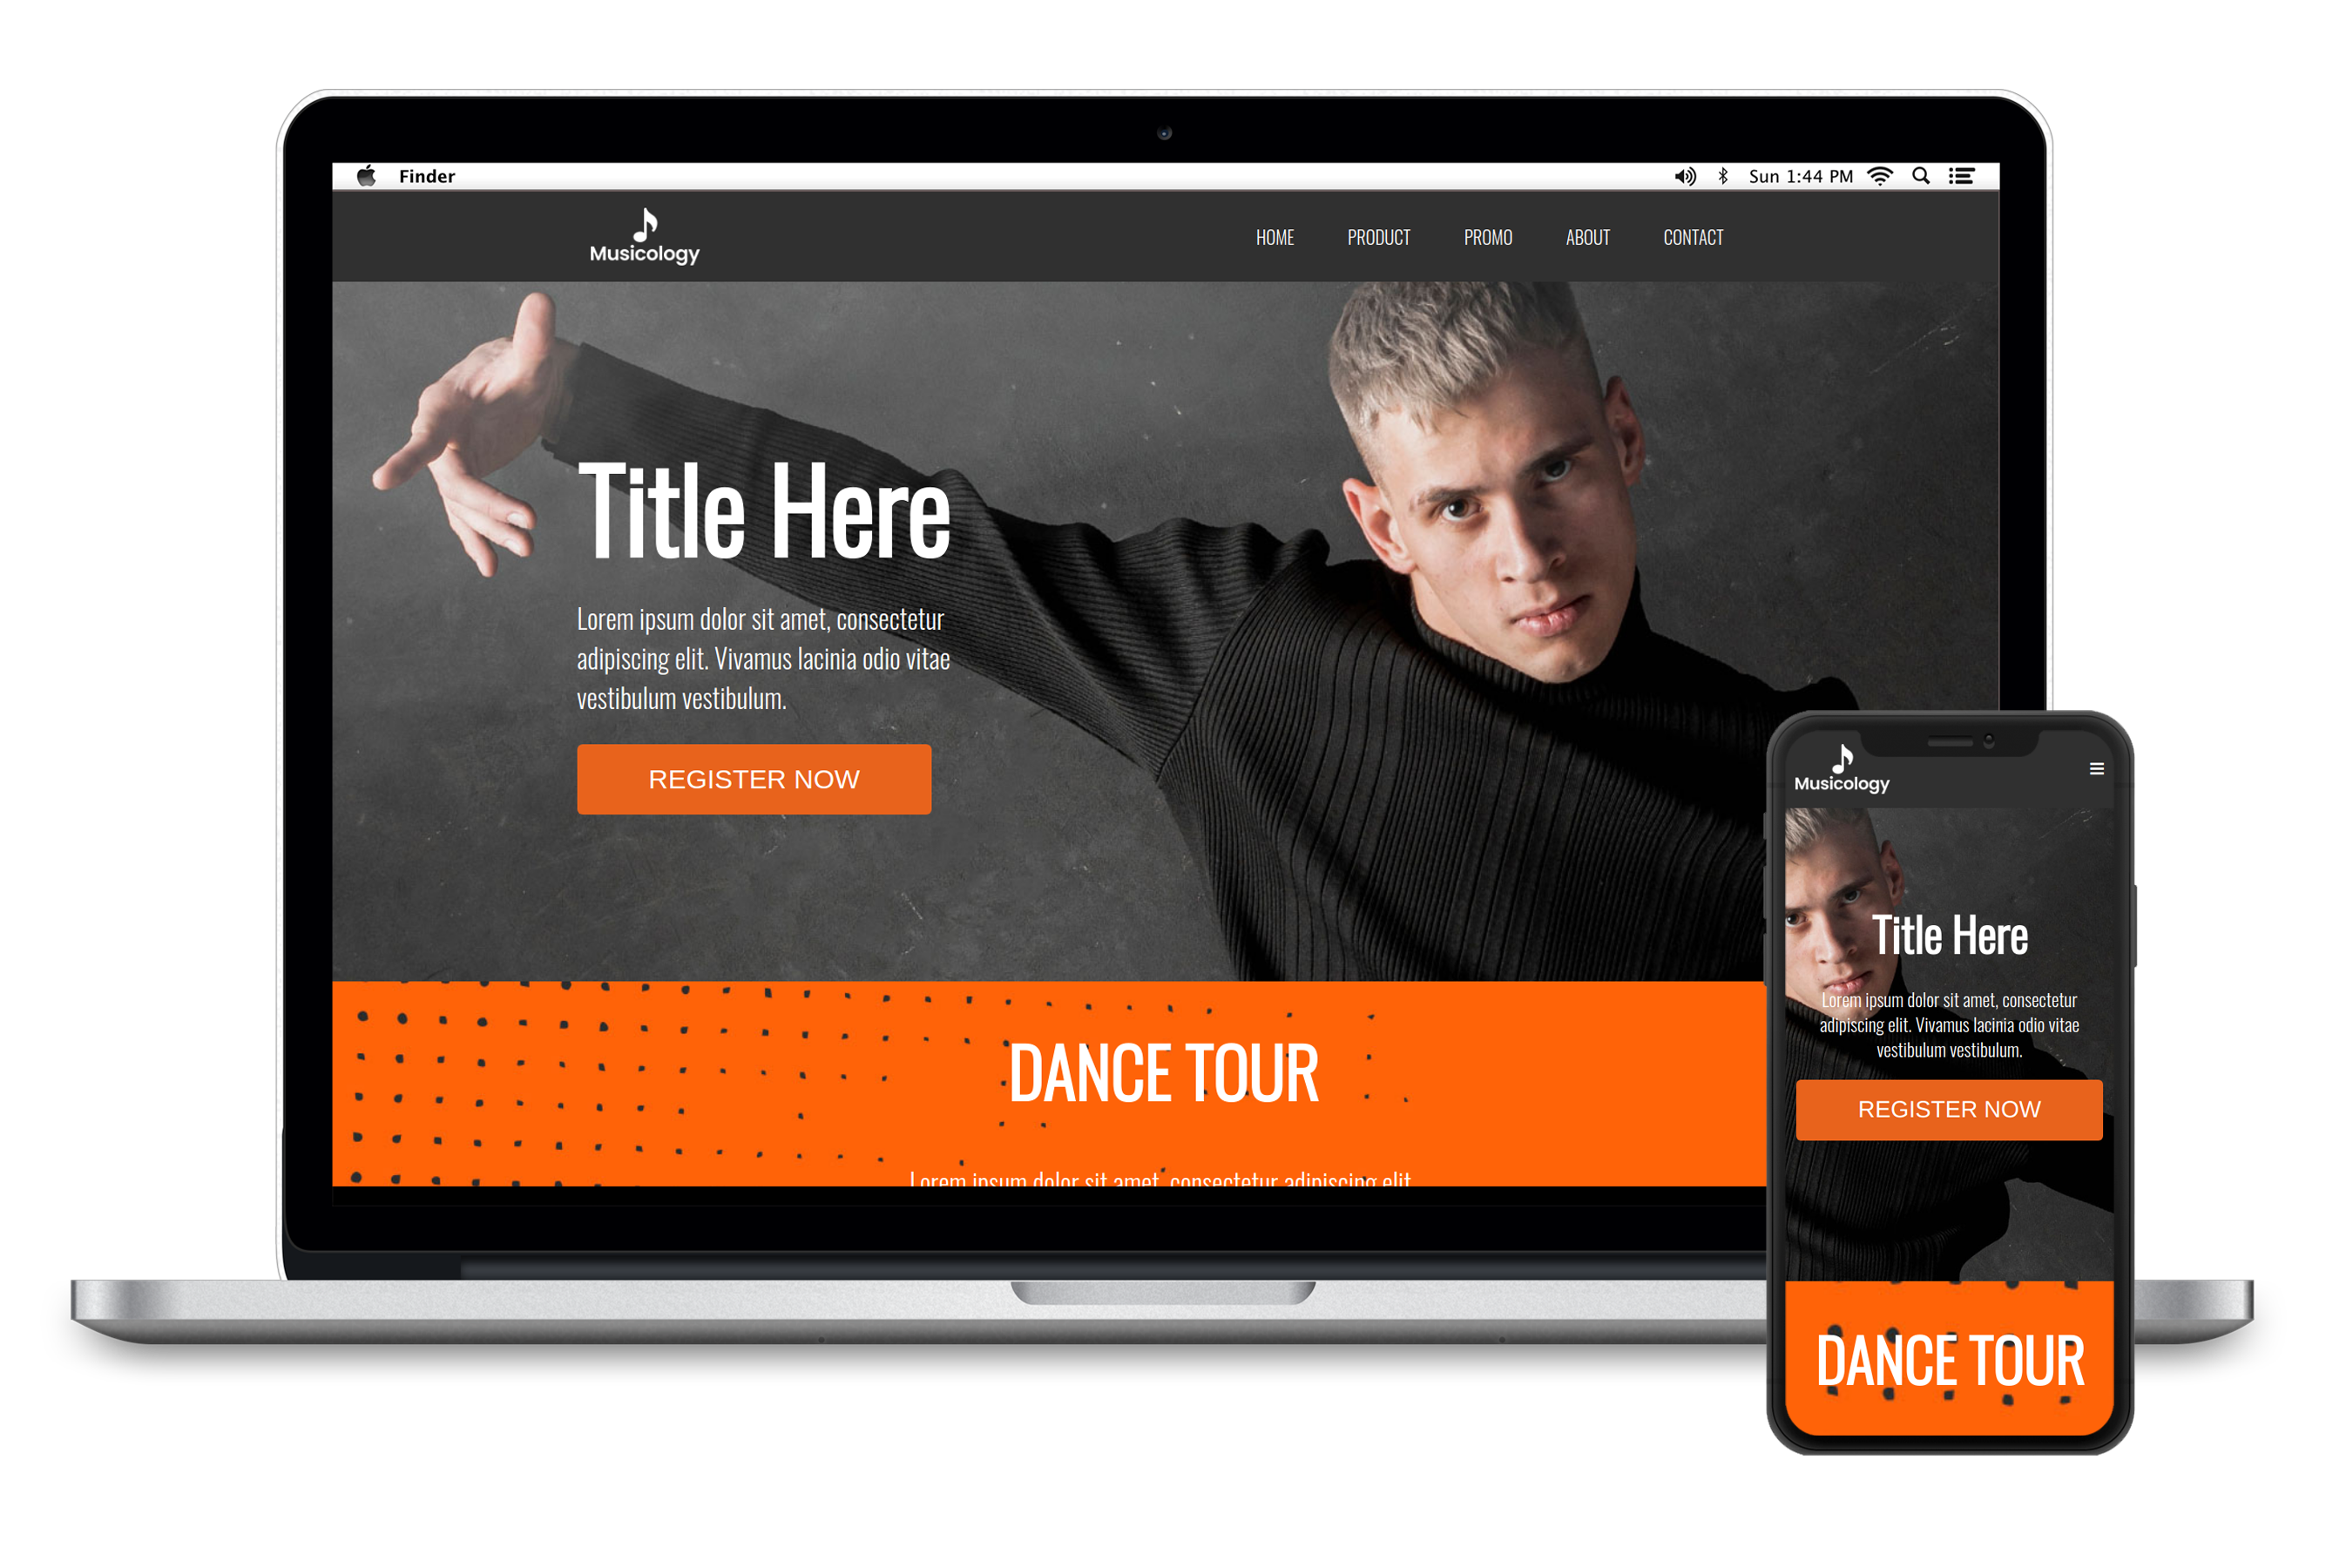 Finder
Sun 1:44 PM
Musicology
HOME PRODUCT PROMO ABOUT CONTACT
Title Here
Lorem ipsum dolor sit amet, consectetur
adipiscing elit. Vivamus lacinia odio vitae
vestibulum vestibulum.
REGISTER NOW
DANCE TOUR
Lorem ipsum dolor sit amet, consectetur adipiscing elit
Musicology
Title Here
Lorem ipsum dolor sit amet, consectetur
adipiscing elit. Vivamus lacinia odio vitae
vestibulum vestibulum.
REGISTER NOW
DANCE TOUR